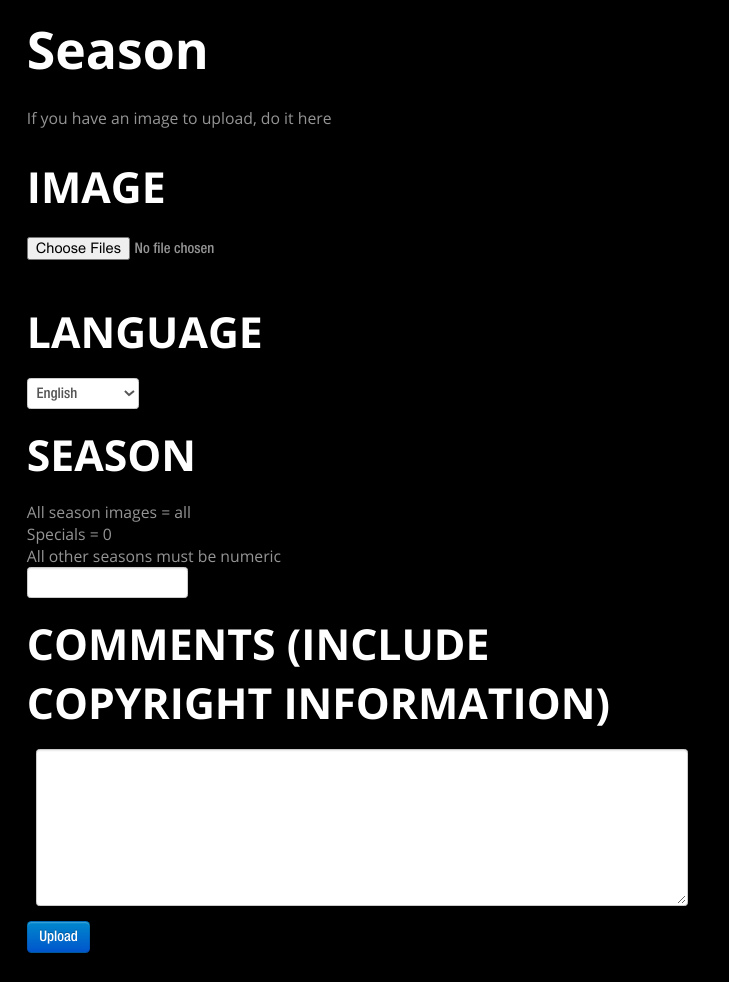 Season
If you have an image to upload, do it here
IMAGE
Choose Files No file chosen
LANGUAGE
English
SEASON
All season images = all
Specials = 0
All other seasons must be numeric
COMMENTS (INCLUDE
COPYRIGHT INFORMATION)
Upload